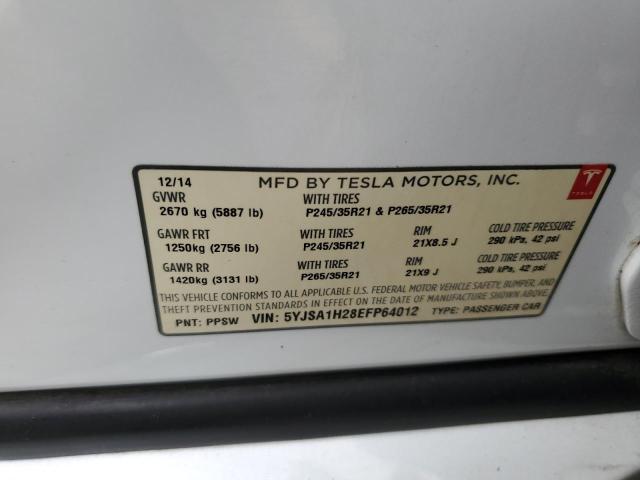 12/14 MFD BY TESLA MOTORS, INC.
TESLA
GVWR WITH TIRES
2670 kg (5887 lb) P245/35R21 & P265/35R21
GAWR FRT WITH TIRES RIM COLD TIRE PRESSURE
1250kg (2756 lb) P245/35R21 21X8.5 J 290 kPa, 42 psi
GAWR RR WITH TIRES RIM COLD TIRE PRESSURE
1420kg (3131 lb) P265/35R21 21X9 J 290 kPa, 42 psi
THIS VEHICLE CONFORMS TO ALL APPLICABLE U.S. FEDERAL MOTOR VEHICLE SAFETY, BUMPER, AND
THEFT PREVENTION STANDARDS IN EFFECT ON THE DATE OF MANUFACTURE SHOWN ABOVE.
PNT: PPSW VIN: 5YJSA1H28EFP64012 TYPE: PASSENGER CAR